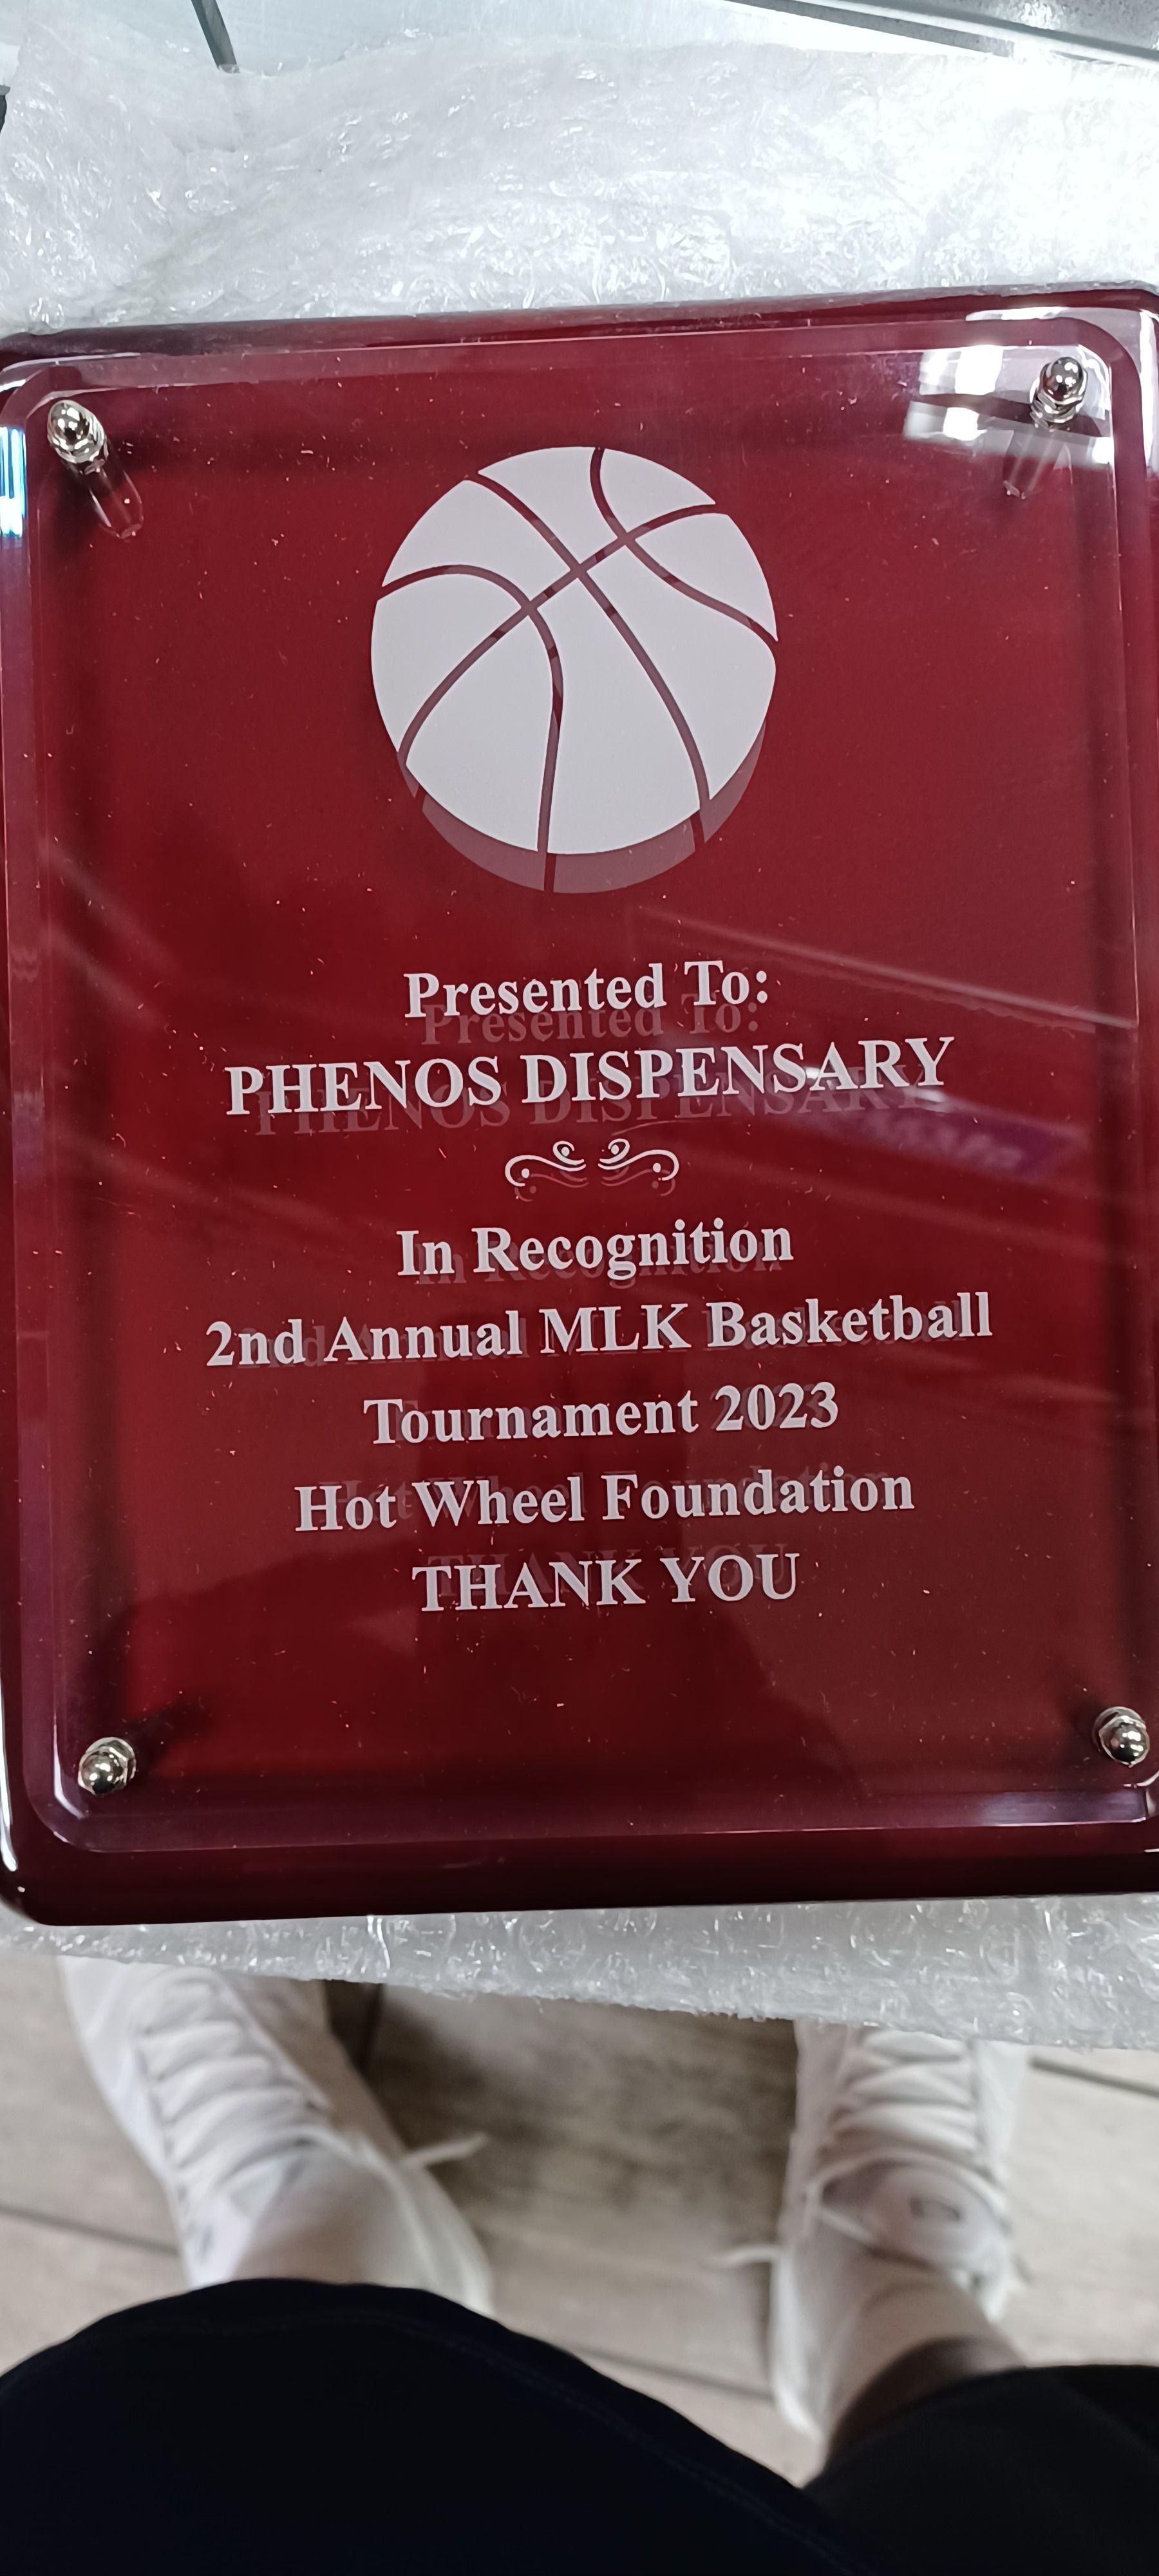 Presented To:
PHENOS DISPENSARY
In Recognition
2nd Annual MLK Basketball
Tournament 2023
Hot Wheel Foundation
THANK YOU